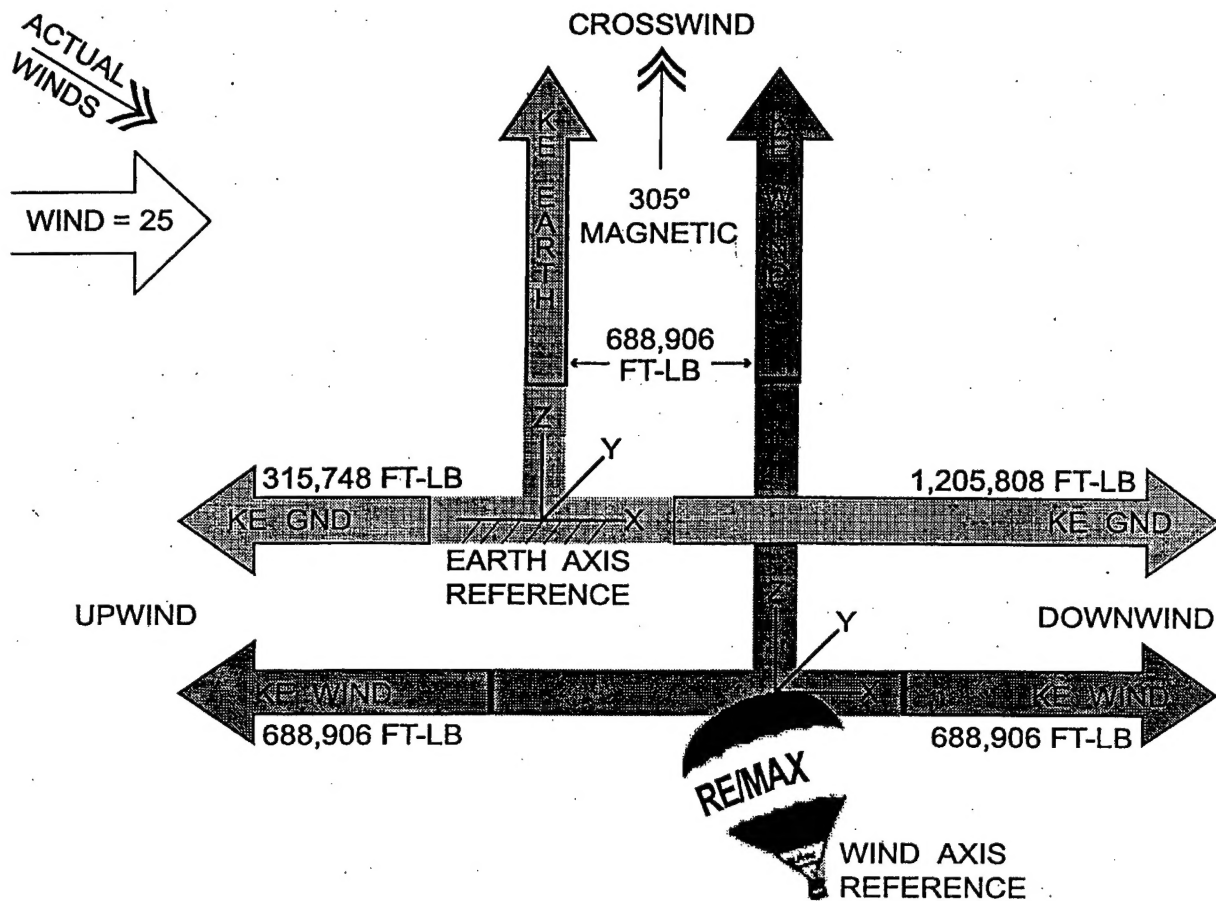 CROSSWIND
ACTUAL
WINDS
WIND = 25
KE EARTH
KE WIND
305º
MAGNETIC
688,906
FT-LB
Z
Y
X
315,748 FT-LB
1,205,808 FT-LB
KE GND
KE GND
EARTH AXIS
REFERENCE
UPWIND
DOWNWIND
Z
Y
X
KE WIND
KE WIND
688,906 FT-LB
688,906 FT-LB
RE/MAX
WIND AXIS
REFERENCE